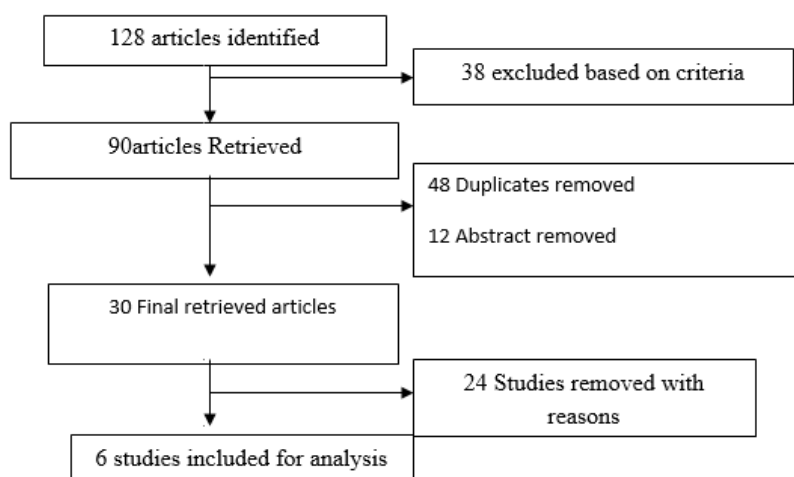 128 articles identified
38 excluded based on criteria
90articles Retrieved
48 Duplicates removed
12 Abstract removed
30 Final retrieved articles
24 Studies removed with
reasons
6 studies included for analysis